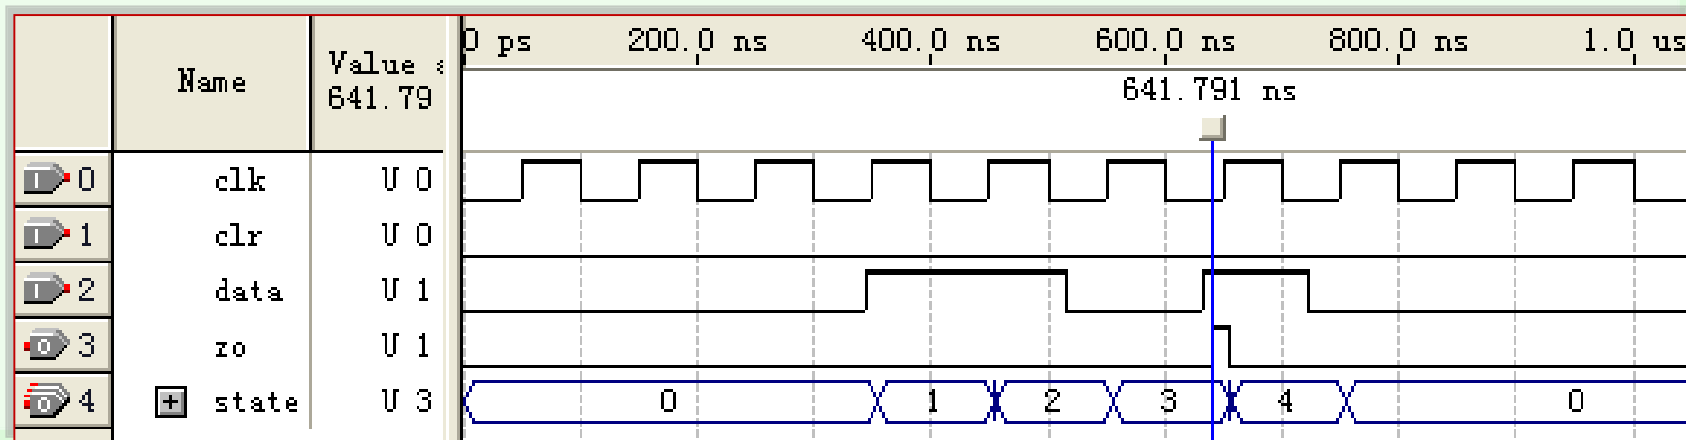 0 ps 200.0 ns 400.0 ns 600.0 ns 800.0 ns 1.0 us
Name Value
641.79
641.791 ns
I 0 clk U 0
I 1 clr U 0
I 2 data U 1
O 3 zo U 1
O 4 + state U 3 0 1 2 3 4 0